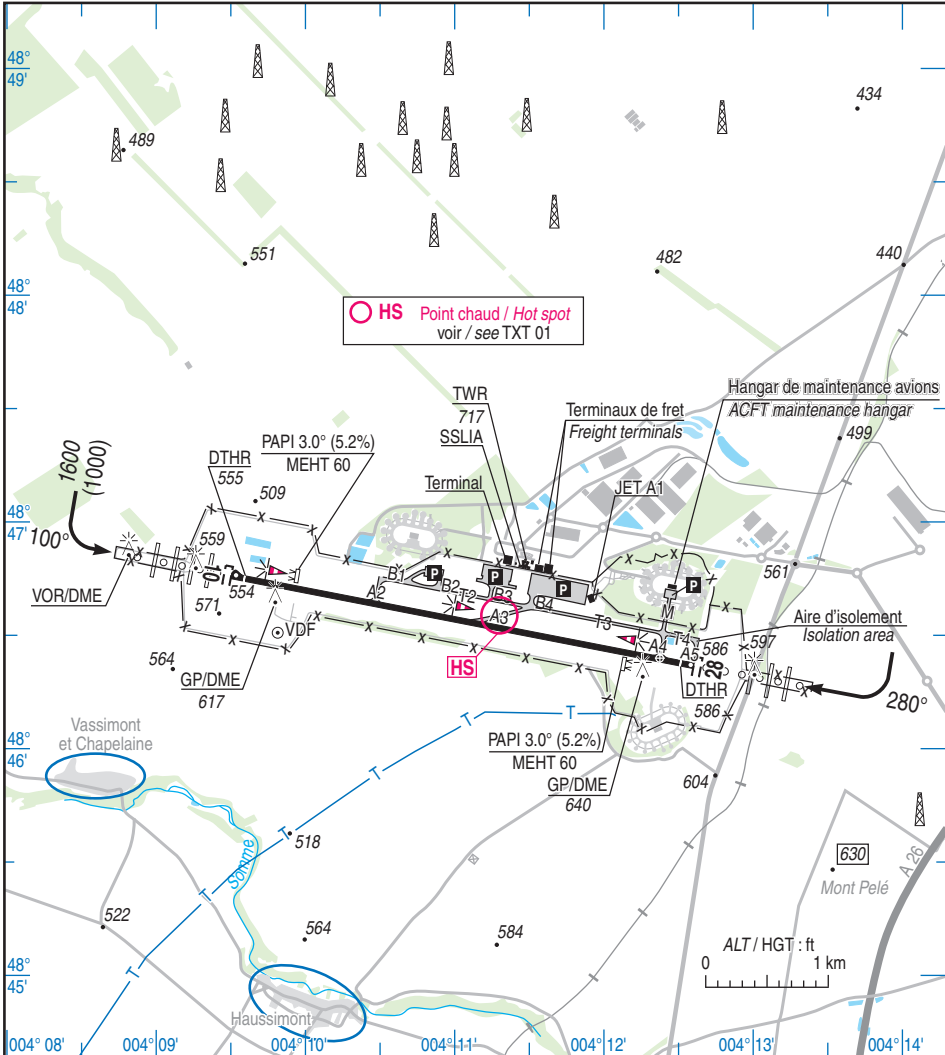 48°
49'
434
489
551
482
440
48°
48'
HS Point chaud / Hot spot
voir / see TXT 01
TWR
717
SSLIA
Hangar de maintenance avions
ACFT maintenance hangar
Terminaux de fret
Freight terminals
499
1600
(1000)
PAPI 3.0° (5.2%)
MEHT 60
DTHR
555
509
Terminal
JET A1
48°
47'
100°
559
10
554
P
P
P
P
561
VOR/DME
571
B1
A2
B2
T2
B3
A3
B4
T3
M
T4
A4
A5
586
597
28
Aire d'isolement
Isolation area
VDF
HS
564
GP/DME
617
DTHR
586
280°
48°
46'
Vassimont
et Chapelaine
T
T
T
T
T
PAPI 3.0° (5.2%)
MEHT 60
GP/DME
640
604
518
Somme
630
Mont Pelé
A 26
522
564
584
ALT / HGT : ft
0 1 km
48°
45'
Haussimont
004° 08' 004° 09' 004° 10' 004° 11' 004° 12' 004° 13' 004° 14'